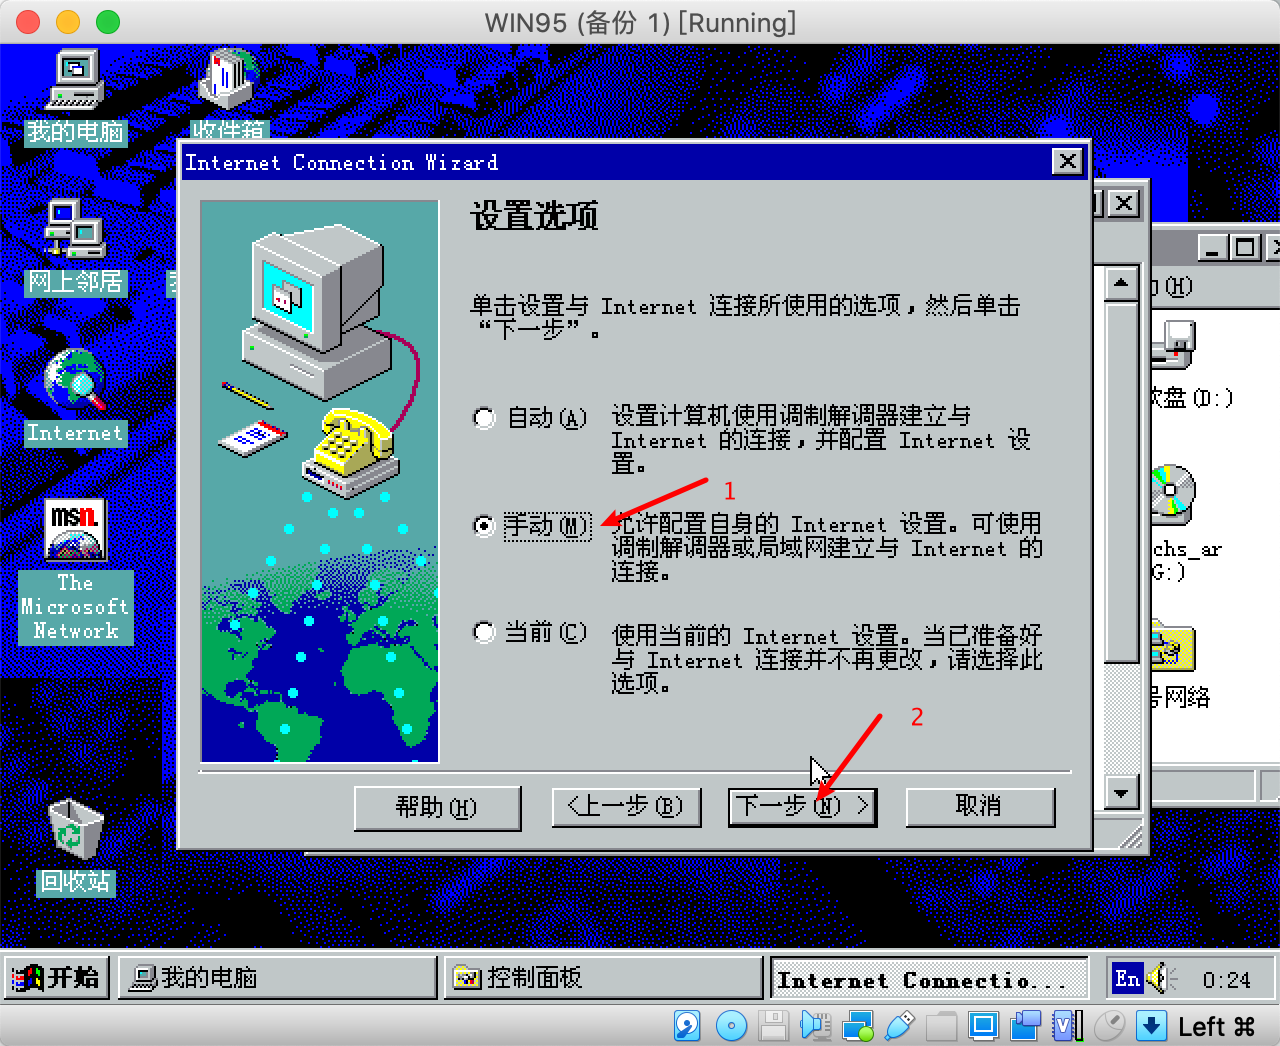 WIN95 (备份 1) [Running]
我的电脑
收件箱
Internet Connection Wizard
设置选项
网上邻居
单击设置与 Internet 连接所使用的选项，然后单击
“下一步”。
(H)
软盘 (D:)
自动 (A)
设置计算机使用调制解调器建立与
Internet 的连接，并配置 Internet 设
置。
Internet
1
手动 (M)
允许配置自身的 Internet 设置。可使用
调制解调器或局域网建立与 Internet 的
连接。
msn.
The
Microsoft
Network
chs_ar
G:)
当前 (C)
使用当前的 Internet 设置。当已准备好
与 Internet 连接并不再更改，请选择此
选项。
号网络
2
帮助 (H)
<上一步 (B)
下一步 (N) >
取消
回收站
开始
我的电脑
控制面板
Internet Connectio...
En
0:24
Left ⌘